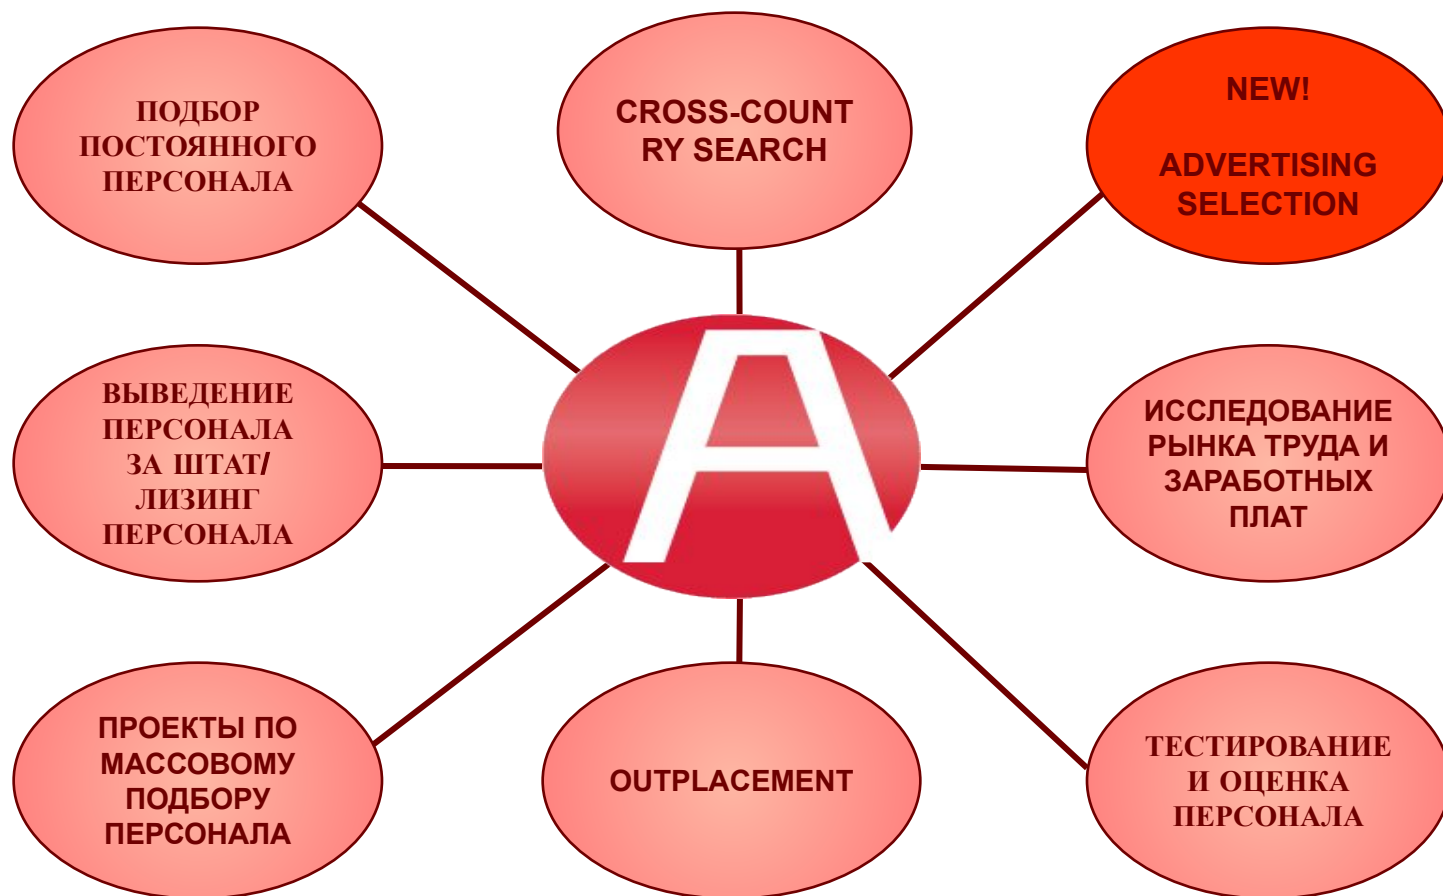 ПОДБОР
ПОСТОЯННОГО
ПЕРСОНАЛА
CROSS-COUNT
RY SEARCH
NEW!
ADVERTISING
SELECTION
ВЫВЕДЕНИЕ
ПЕРСОНАЛА
ЗА ШТАТ/
ЛИЗИНГ
ПЕРСОНАЛА
A
ИССЛЕДОВАНИЕ
РЫНКА ТРУДА И
ЗАРАБОТНЫХ
ПЛАТ
ПРОЕКТЫ ПО
МАССОВОМУ
ПОДБОРУ
ПЕРСОНАЛА
OUTPLACEMENT
ТЕСТИРОВАНИЕ
И ОЦЕНКА
ПЕРСОНАЛА